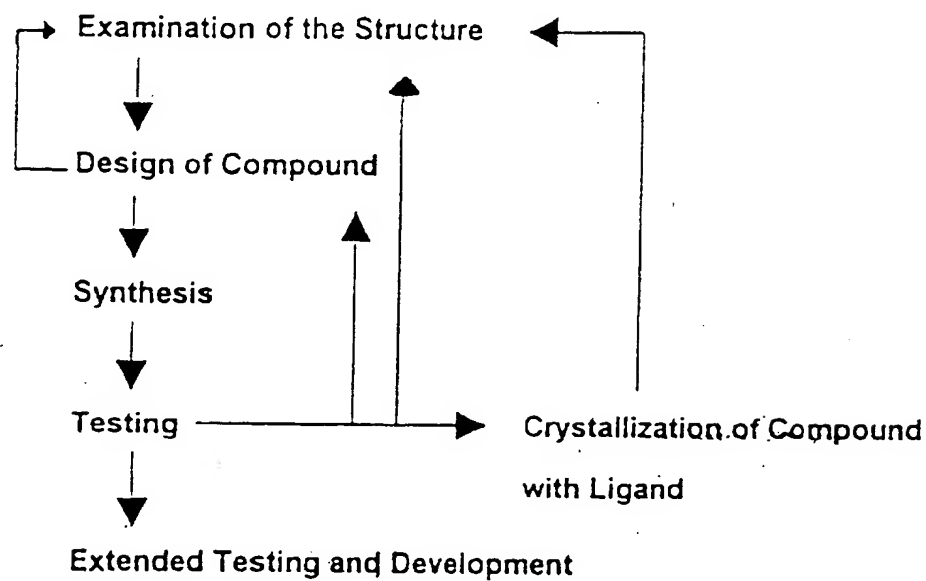 Examination of the Structure
Design of Compound
Synthesis
Testing
Crystallization of Compound
with Ligand
Extended Testing and Development